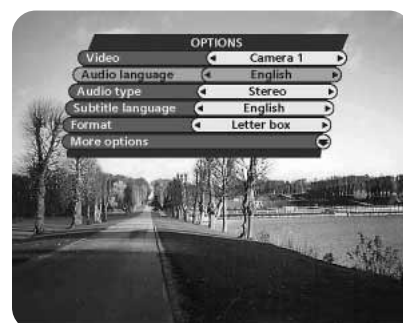 OPTIONS
Video Camera 1
Audio language English
Audio type Stereo
Subtitle language English
Format Letter box
More options